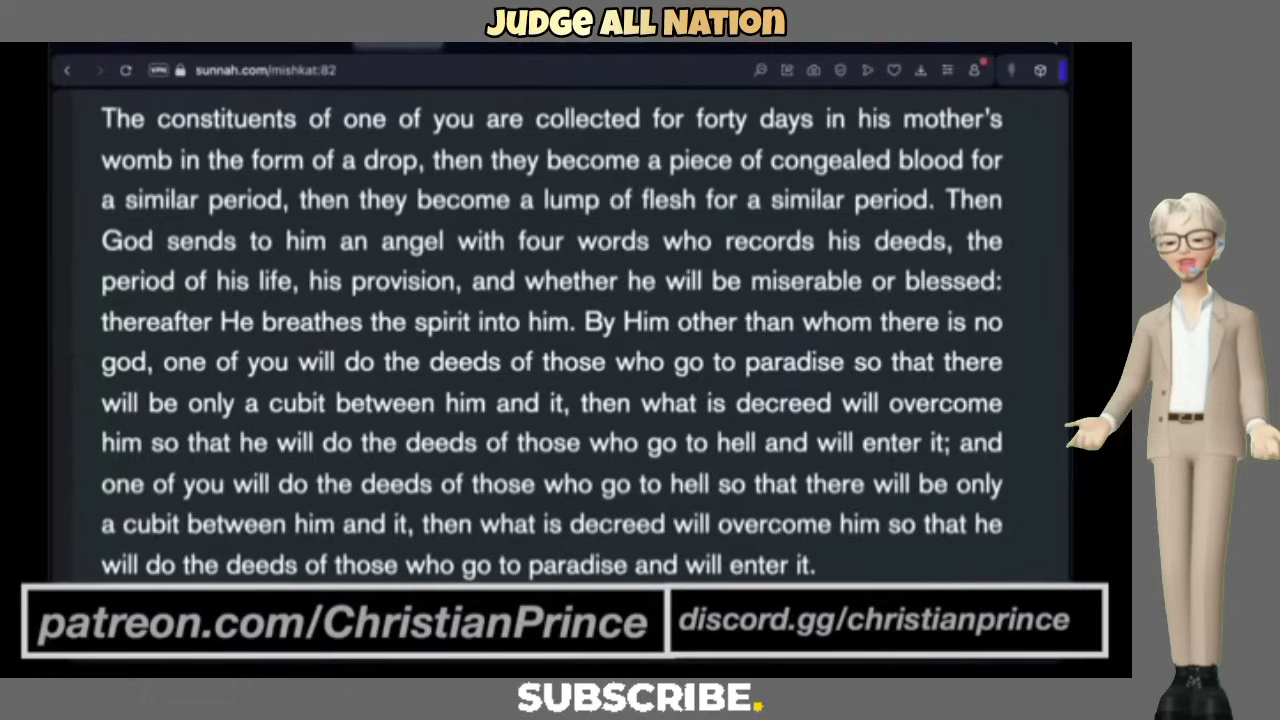 JUDGE ALL NATION
VPN sunnah.com/mishkat:82
The constituents of one of you are collected for forty days in his mother's
womb in the form of a drop, then they become a piece of congealed blood for
a similar period, then they become a lump of flesh for a similar period. Then
God sends to him an angel with four words who records his deeds, the
period of his life, his provision, and whether he will be miserable or blessed:
thereafter He breathes the spirit into him. By Him other than whom there is no
god, one of you will do the deeds of those who go to paradise so that there
will be only a cubit between him and it, then what is decreed will overcome
him so that he will do the deeds of those who go to hell and will enter it; and
one of you will do the deeds of those who go to hell so that there will be only
a cubit between him and it, then what is decreed will overcome him so that he
will do the deeds of those who go to paradise and will enter it.
patreon.com/ChristianPrince
discord.gg/christianprince
SUBSCRIBE.